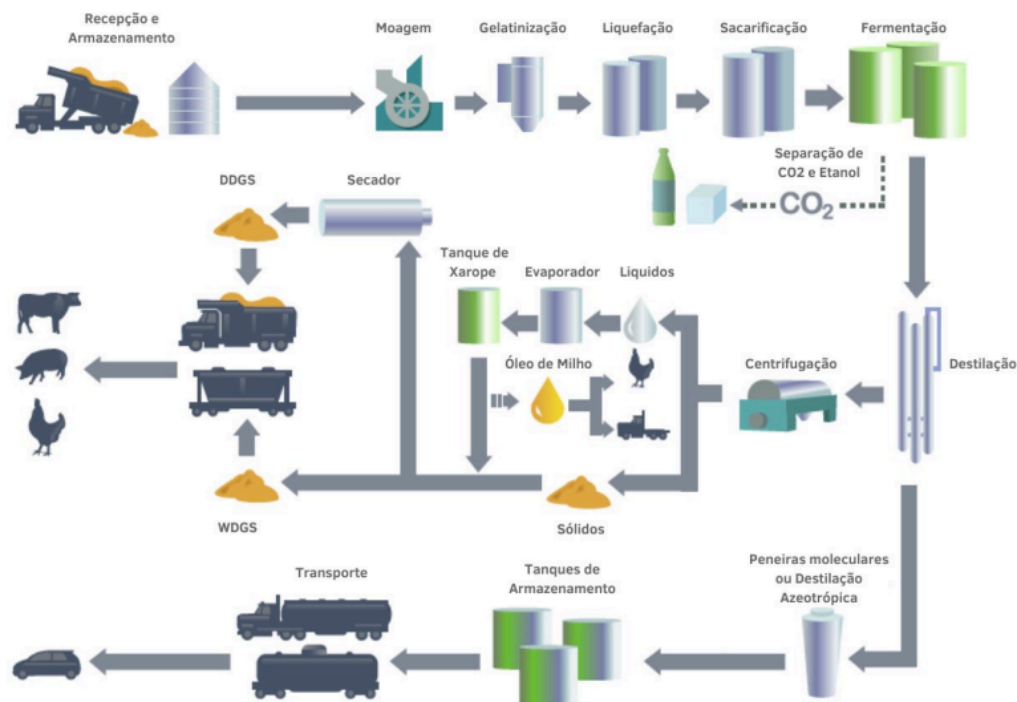 Recepção e
Armazenamento
Moagem
Gelatinização
Liquefação
Sacarificação
Fermentação
Separação de
CO2 e Etanol
CO₂
DDGS
Secador
Tanque de
Xarope
Evaporador
Liquidos
Óleo de Milho
Centrifugação
Destilação
WDGS
Sólidos
Peneiras moleculares
ou Destilação
Azeotrópica
Tanques de
Armazenamento
Transporte